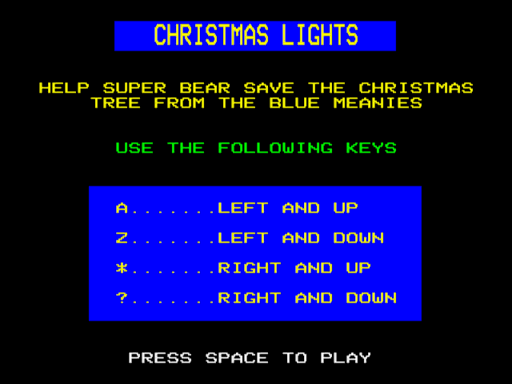 CHRISTMAS LIGHTS
HELP SUPER BEAR SAVE THE CHRISTMAS
TREE FROM THE BLUE MEANIES
USE THE FOLLOWING KEYS
A.......LEFT AND UP
Z.......LEFT AND DOWN
*.......RIGHT AND UP
?.......RIGHT AND DOWN
PRESS SPACE TO PLAY